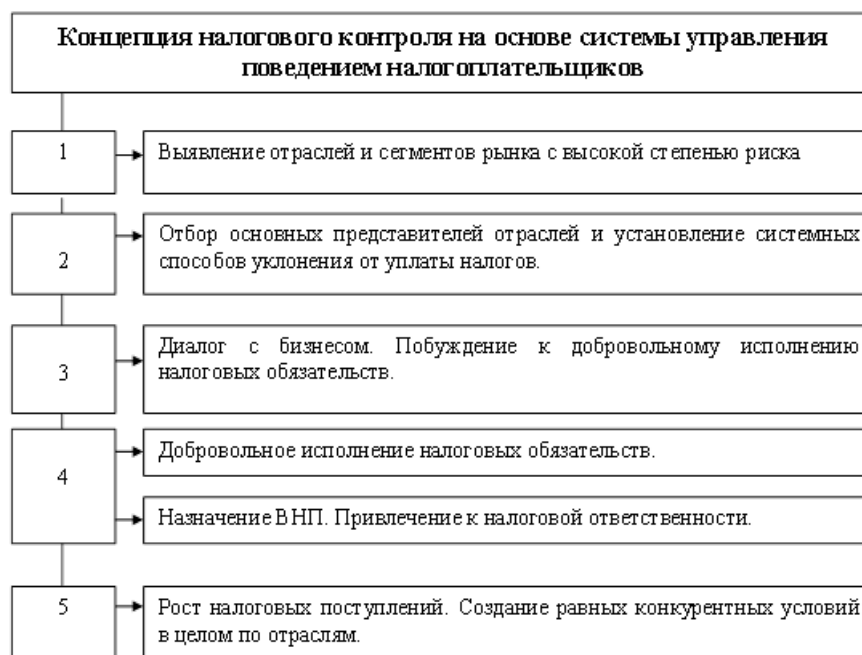 Концепция налогового контроля на основе системы управления
поведением налогоплательщиков
1
Выявление отраслей и сегментов рынка с высокой степенью риска
2
Отбор основных представителей отраслей и установление системных
способов уклонения от уплаты налогов.
3
Диалог с бизнесом. Побуждение к добровольному исполнению
налоговых обязательств.
4
Добровольное исполнение налоговых обязательств.
Назначение ВНП. Привлечение к налоговой ответственности.
5
Рост налоговых поступлений. Создание равных конкурентных условий
в целом по отраслям.